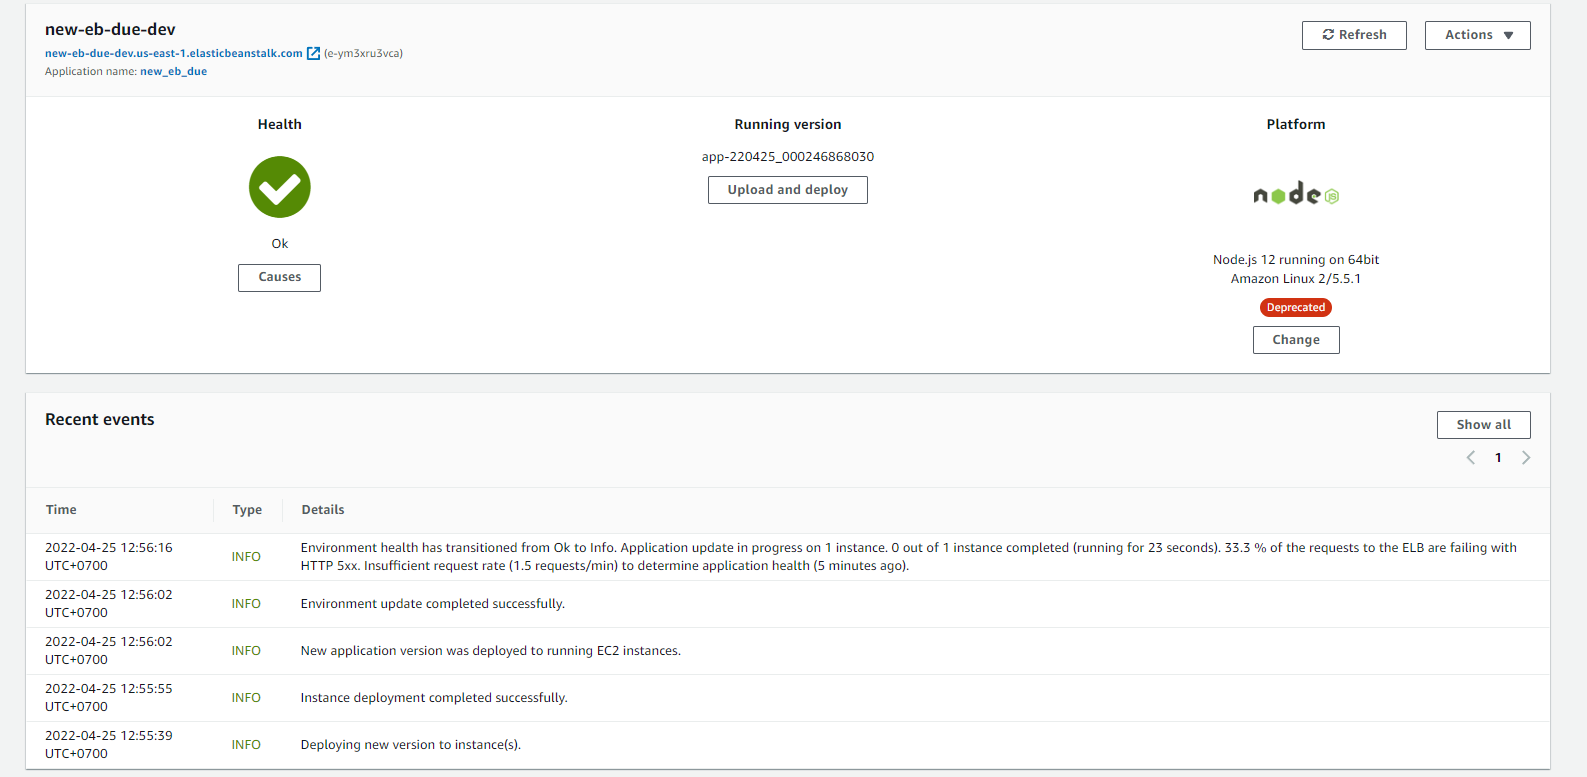 new-eb-due-dev
new-eb-due-dev.us-east-1.elasticbeanstalk.com (e-ym3xru3vca)
Application name: new_eb_due
Refresh
Actions
Health
Ok
Causes
Running version
app-220425_000246868030
Upload and deploy
Platform
node
JS
Node.js 12 running on 64bit
Amazon Linux 2/5.5.1
Deprecated
Change
Recent events
Show all
1
Time Type Details
2022-04-25 12:56:16
UTC+0700
INFO
Environment health has transitioned from Ok to Info. Application update in progress on 1 instance. 0 out of 1 instance completed (running for 23 seconds). 33.3 % of the requests to the ELB are failing with
HTTP 5xx. Insufficient request rate (1.5 requests/min) to determine application health (5 minutes ago).
2022-04-25 12:56:02
UTC+0700
INFO
Environment update completed successfully.
2022-04-25 12:56:02
UTC+0700
INFO
New application version was deployed to running EC2 instances.
2022-04-25 12:55:55
UTC+0700
INFO
Instance deployment completed successfully.
2022-04-25 12:55:39
UTC+0700
INFO
Deploying new version to instance(s).